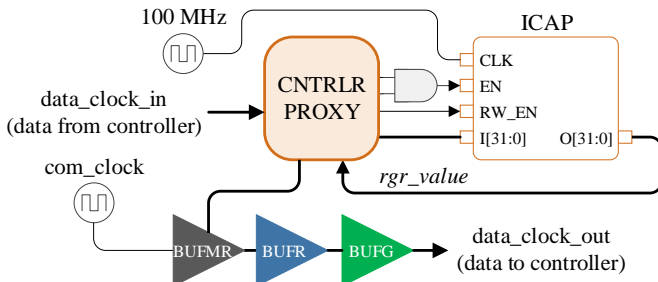 100 MHz
ICAP
CLK
CNTRLR
PROXY
EN
data_clock_in
(data from controller)
RW_EN
I[31:0]
O[31:0]
com_clock
rgr_value
BUFMR
BUFR
BUFG
data_clock_out
(data to controller)